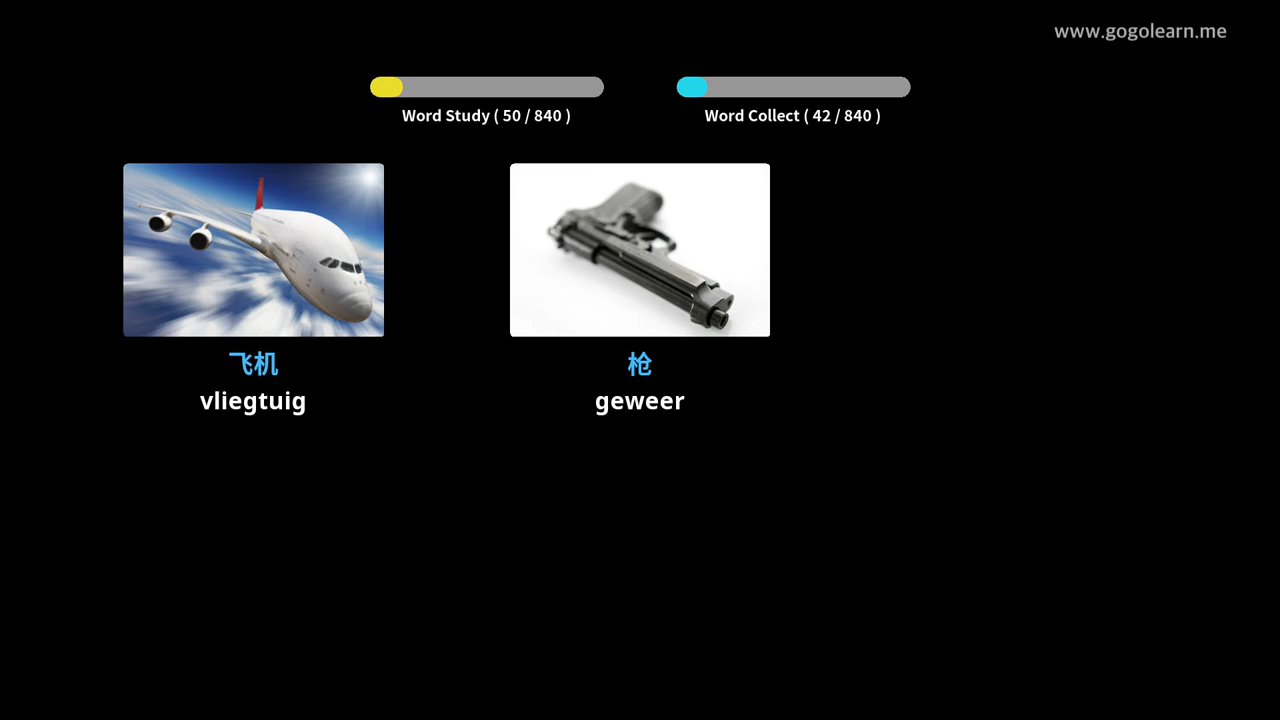 www.gogolearn.me
Word Study ( 50 / 840 )
Word Collect ( 42 / 840 )
飞机
vliegtuig
枪
geweer